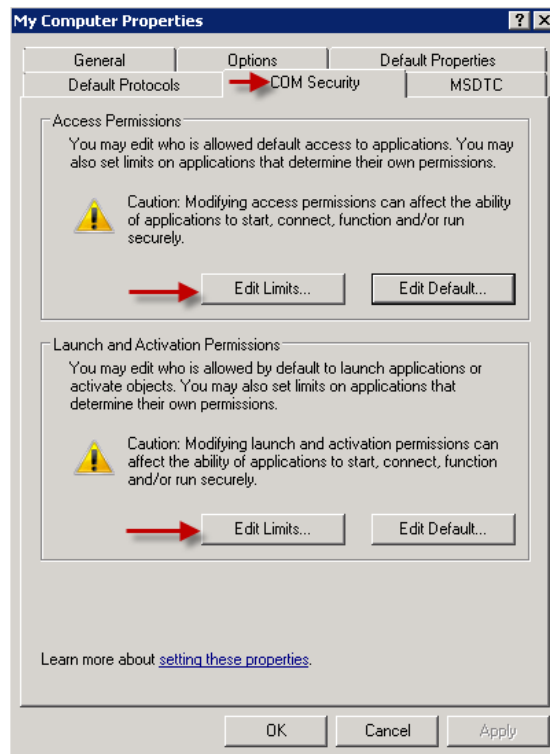 My Computer Properties
General Options Default Properties
Default Protocols COM Security MSDTC
Access Permissions
You may edit who is allowed default access to applications. You may
also set limits on applications that determine their own permissions.
Caution: Modifying access permissions can affect the ability
of applications to start, connect, function and/or run
securely.
Edit Limits... Edit Default...
Launch and Activation Permissions
You may edit who is allowed by default to launch applications or
activate objects. You may also set limits on applications that
determine their own permissions.
Caution: Modifying launch and activation permissions can
affect the ability of applications to start, connect, function
and/or run securely.
Edit Limits... Edit Default...
Learn more about setting these properties.
OK Cancel Apply